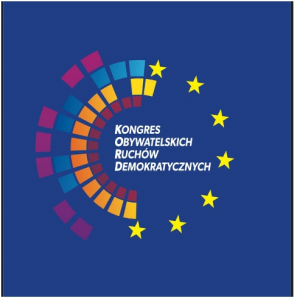 KONGRES
OBYWATELSKICH
RUCHÓW
DEMOKRATYCZNYCH